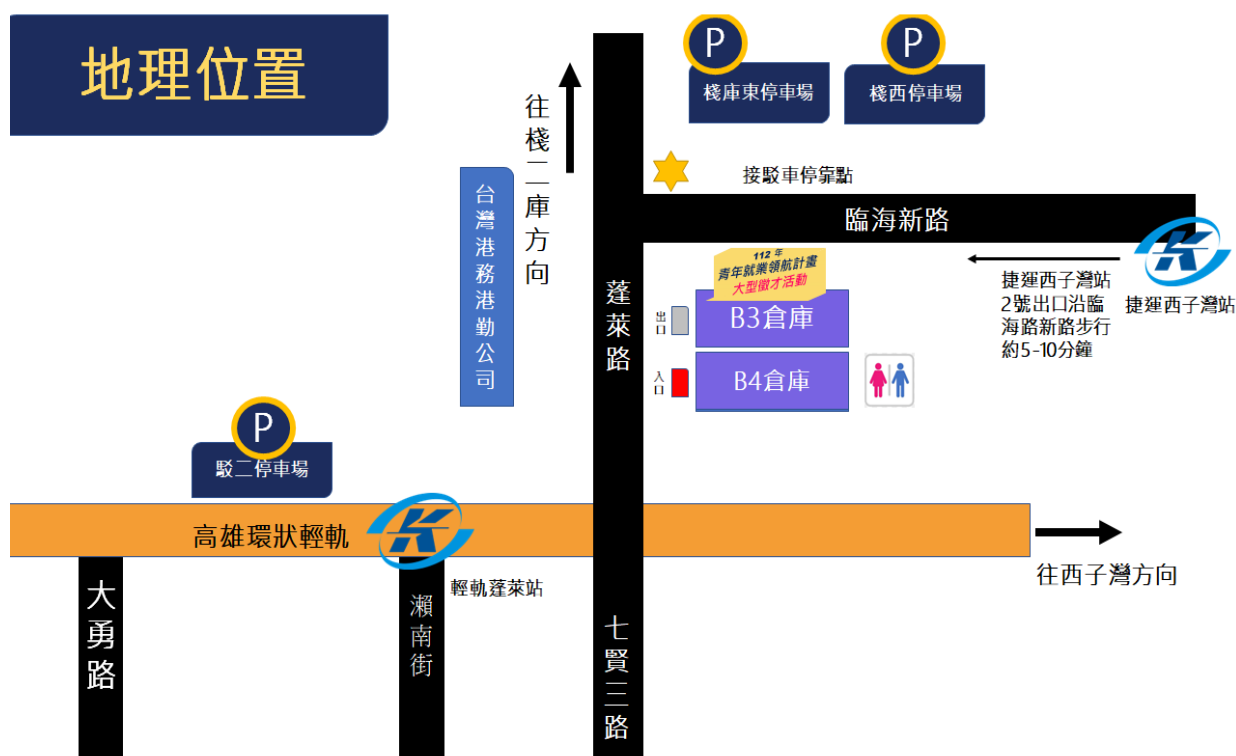 地理位置
往棧二庫方向
P
棧庫東停車場
P
棧西停車場
接駁車停靠點
臨海新路
台灣港務港勤公司
蓬萊路
112 年
青年就業領航計畫
大型徵才活動
出口
B3倉庫
入口
B4倉庫
捷運西子灣站
2號出口沿臨
海路新路步行
約5-10分鐘
K
捷運西子灣站
P
駁二停車場
高雄環狀輕軌
K
往西子灣方向
輕軌蓬萊站
大勇路
瀨南街
七賢三路